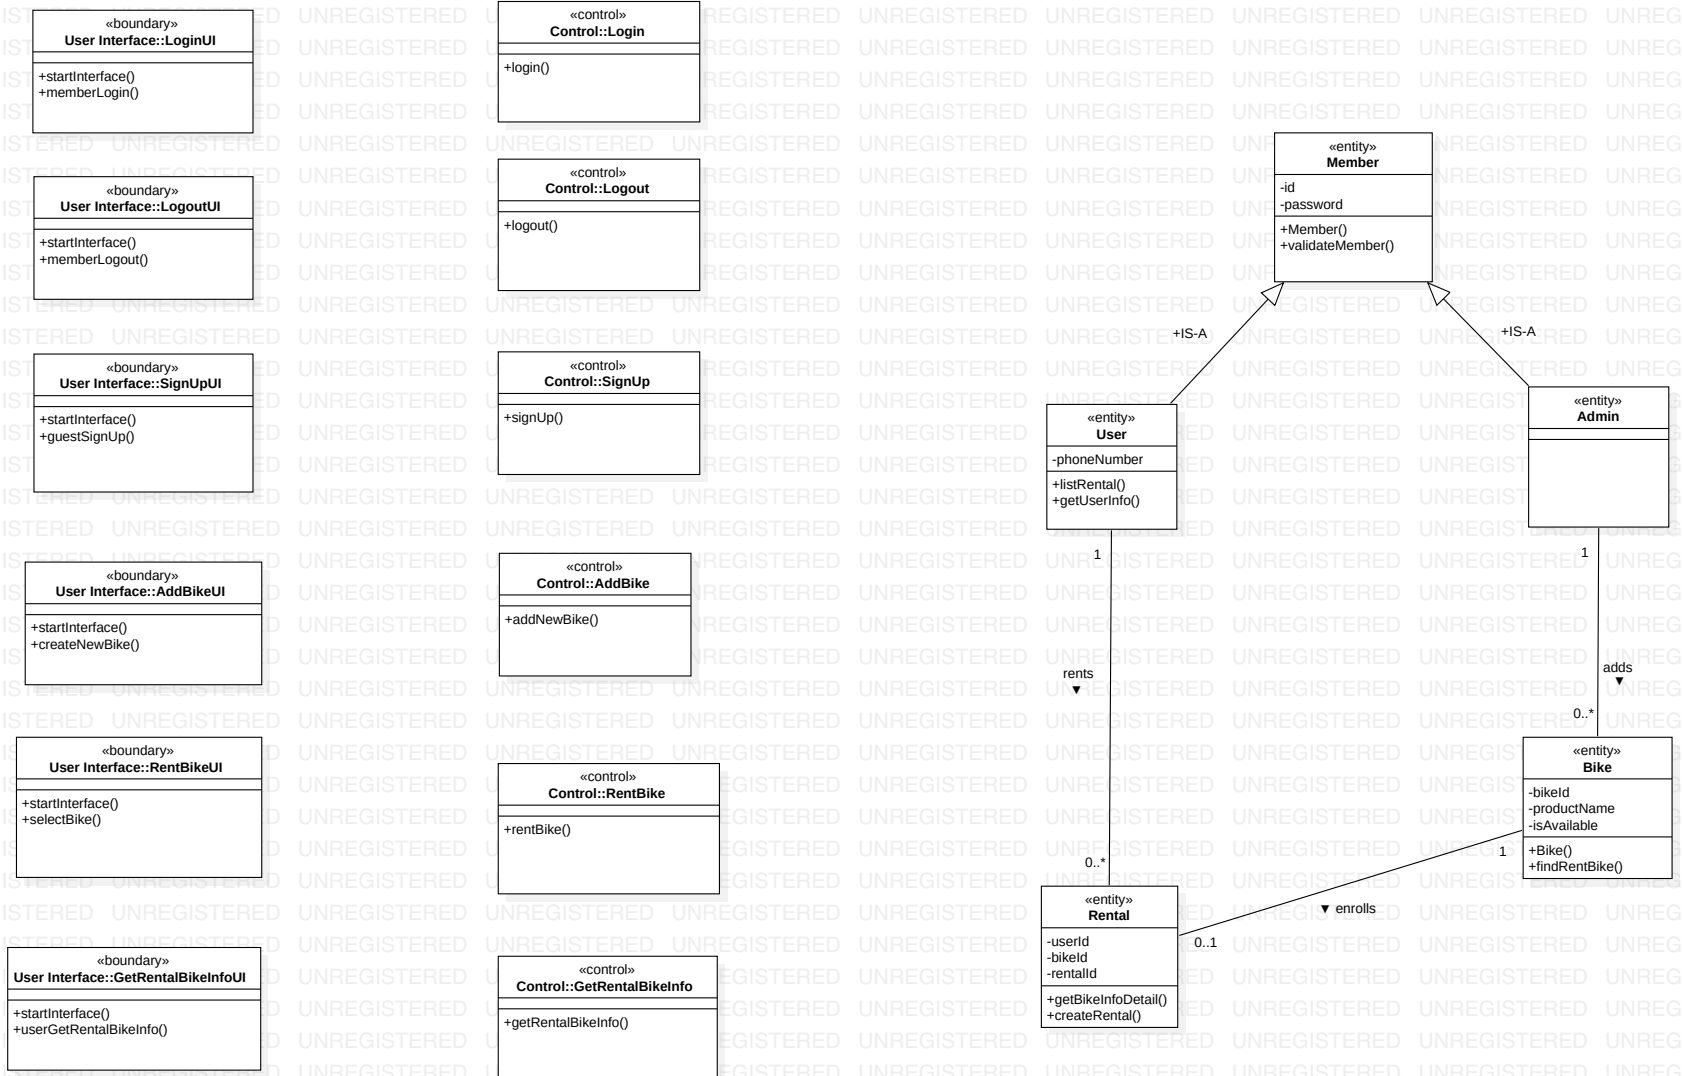 «boundary»
User Interface::LoginUI
+startInterface()
+memberLogin()
«control»
Control::Login
+login()
«boundary»
User Interface::LogoutUI
+startInterface()
+memberLogout()
«control»
Control::Logout
+logout()
«boundary»
User Interface::SignUpUI
+startInterface()
+guestSignUp()
«control»
Control::SignUp
+signUp()
«boundary»
User Interface::AddBikeUI
+startInterface()
+createNewBike()
«control»
Control::AddBike
+addNewBike()
«boundary»
User Interface::RentBikeUI
+startInterface()
+selectBike()
«control»
Control::RentBike
+rentBike()
«boundary»
User Interface::GetRentalBikeInfoUI
+startInterface()
+userGetRentalBikeInfo()
«control»
Control::GetRentalBikeInfo
+getRentalBikeInfo()
«entity»
Member
-id
-password
+Member()
+validateMember()
+IS-A
+IS-A
«entity»
User
-phoneNumber
+listRental()
+getUserInfo()
«entity»
Admin
1
rents
▼
0..*
1
adds
▼
0..*
«entity»
Bike
-bikeId
-productName
-isAvailable
+Bike()
+findRentBike()
1
▼ enrolls
0..1
«entity»
Rental
-userId
-bikeId
-rentalId
+getBikeInfoDetail()
+createRental()
UNREGISTERED